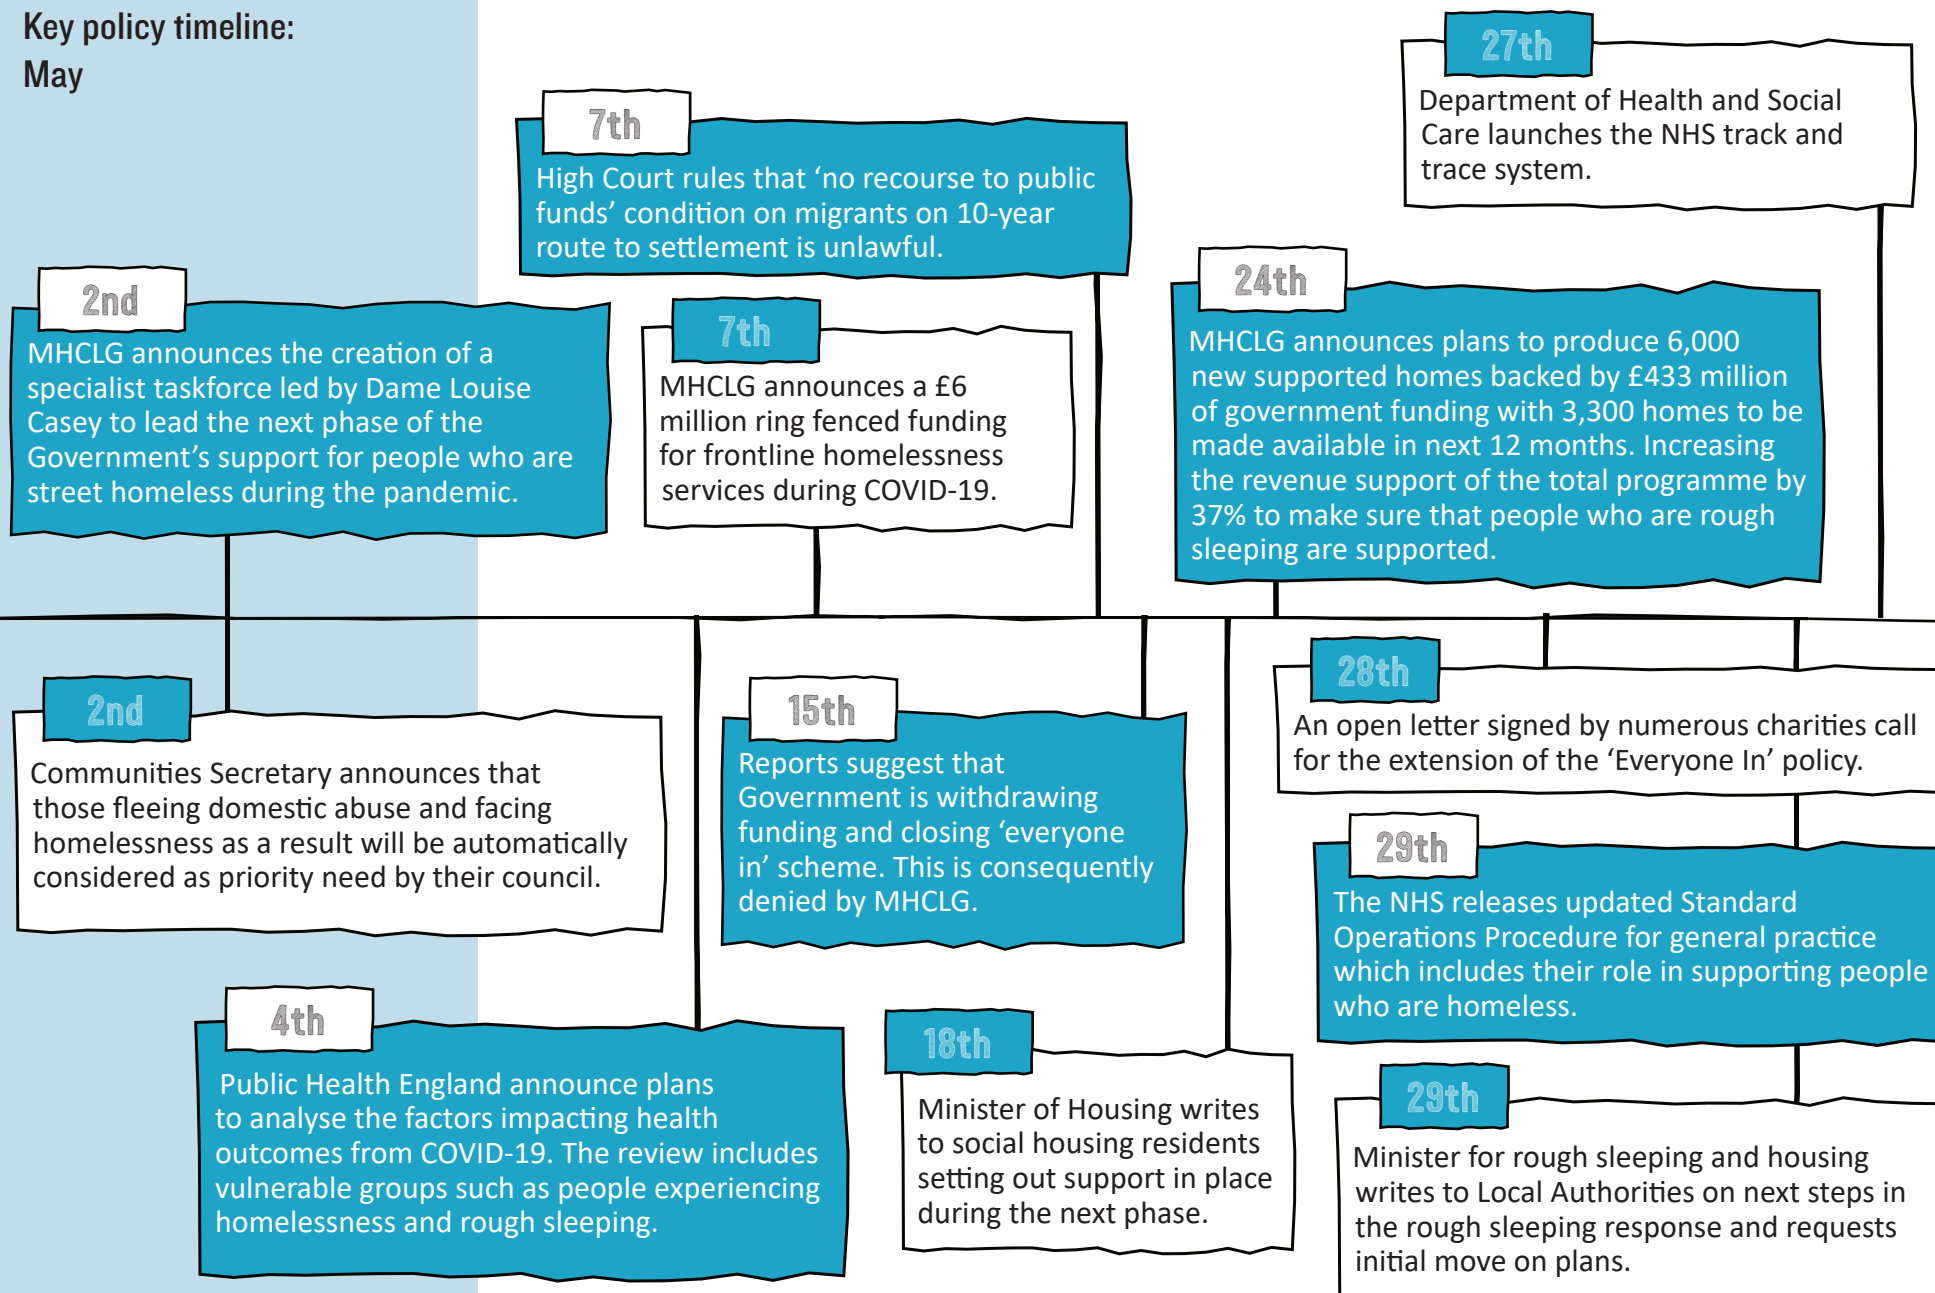 Key policy timeline:
May
2nd
MHCLG announces the creation of a
specialist taskforce led by Dame Louise
Casey to lead the next phase of the
Government’s support for people who are
street homeless during the pandemic.
2nd
Communities Secretary announces that
those fleeing domestic abuse and facing
homelessness as a result will be automatically
considered as priority need by their council.
4th
Public Health England announce plans
to analyse the factors impacting health
outcomes from COVID-19. The review includes
vulnerable groups such as people experiencing
homelessness and rough sleeping.
7th
High Court rules that ‘no recourse to public
funds’ condition on migrants on 10-year
route to settlement is unlawful.
7th
MHCLG announces a £6
million ring fenced funding
for frontline homelessness
services during COVID-19.
15th
Reports suggest that
Government is withdrawing
funding and closing ‘everyone
in’ scheme. This is consequently
denied by MHCLG.
18th
Minister of Housing writes
to social housing residents
setting out support in place
during the next phase.
24th
MHCLG announces plans to produce 6,000
new supported homes backed by £433 million
of government funding with 3,300 homes to be
made available in next 12 months. Increasing
the revenue support of the total programme by
37% to make sure that people who are rough
sleeping are supported.
27th
Department of Health and Social
Care launches the NHS track and
trace system.
28th
An open letter signed by numerous charities call
for the extension of the ‘Everyone In’ policy.
29th
The NHS releases updated Standard
Operations Procedure for general practice
which includes their role in supporting people
who are homeless.
29th
Minister for rough sleeping and housing
writes to Local Authorities on next steps in
the rough sleeping response and requests
initial move on plans.